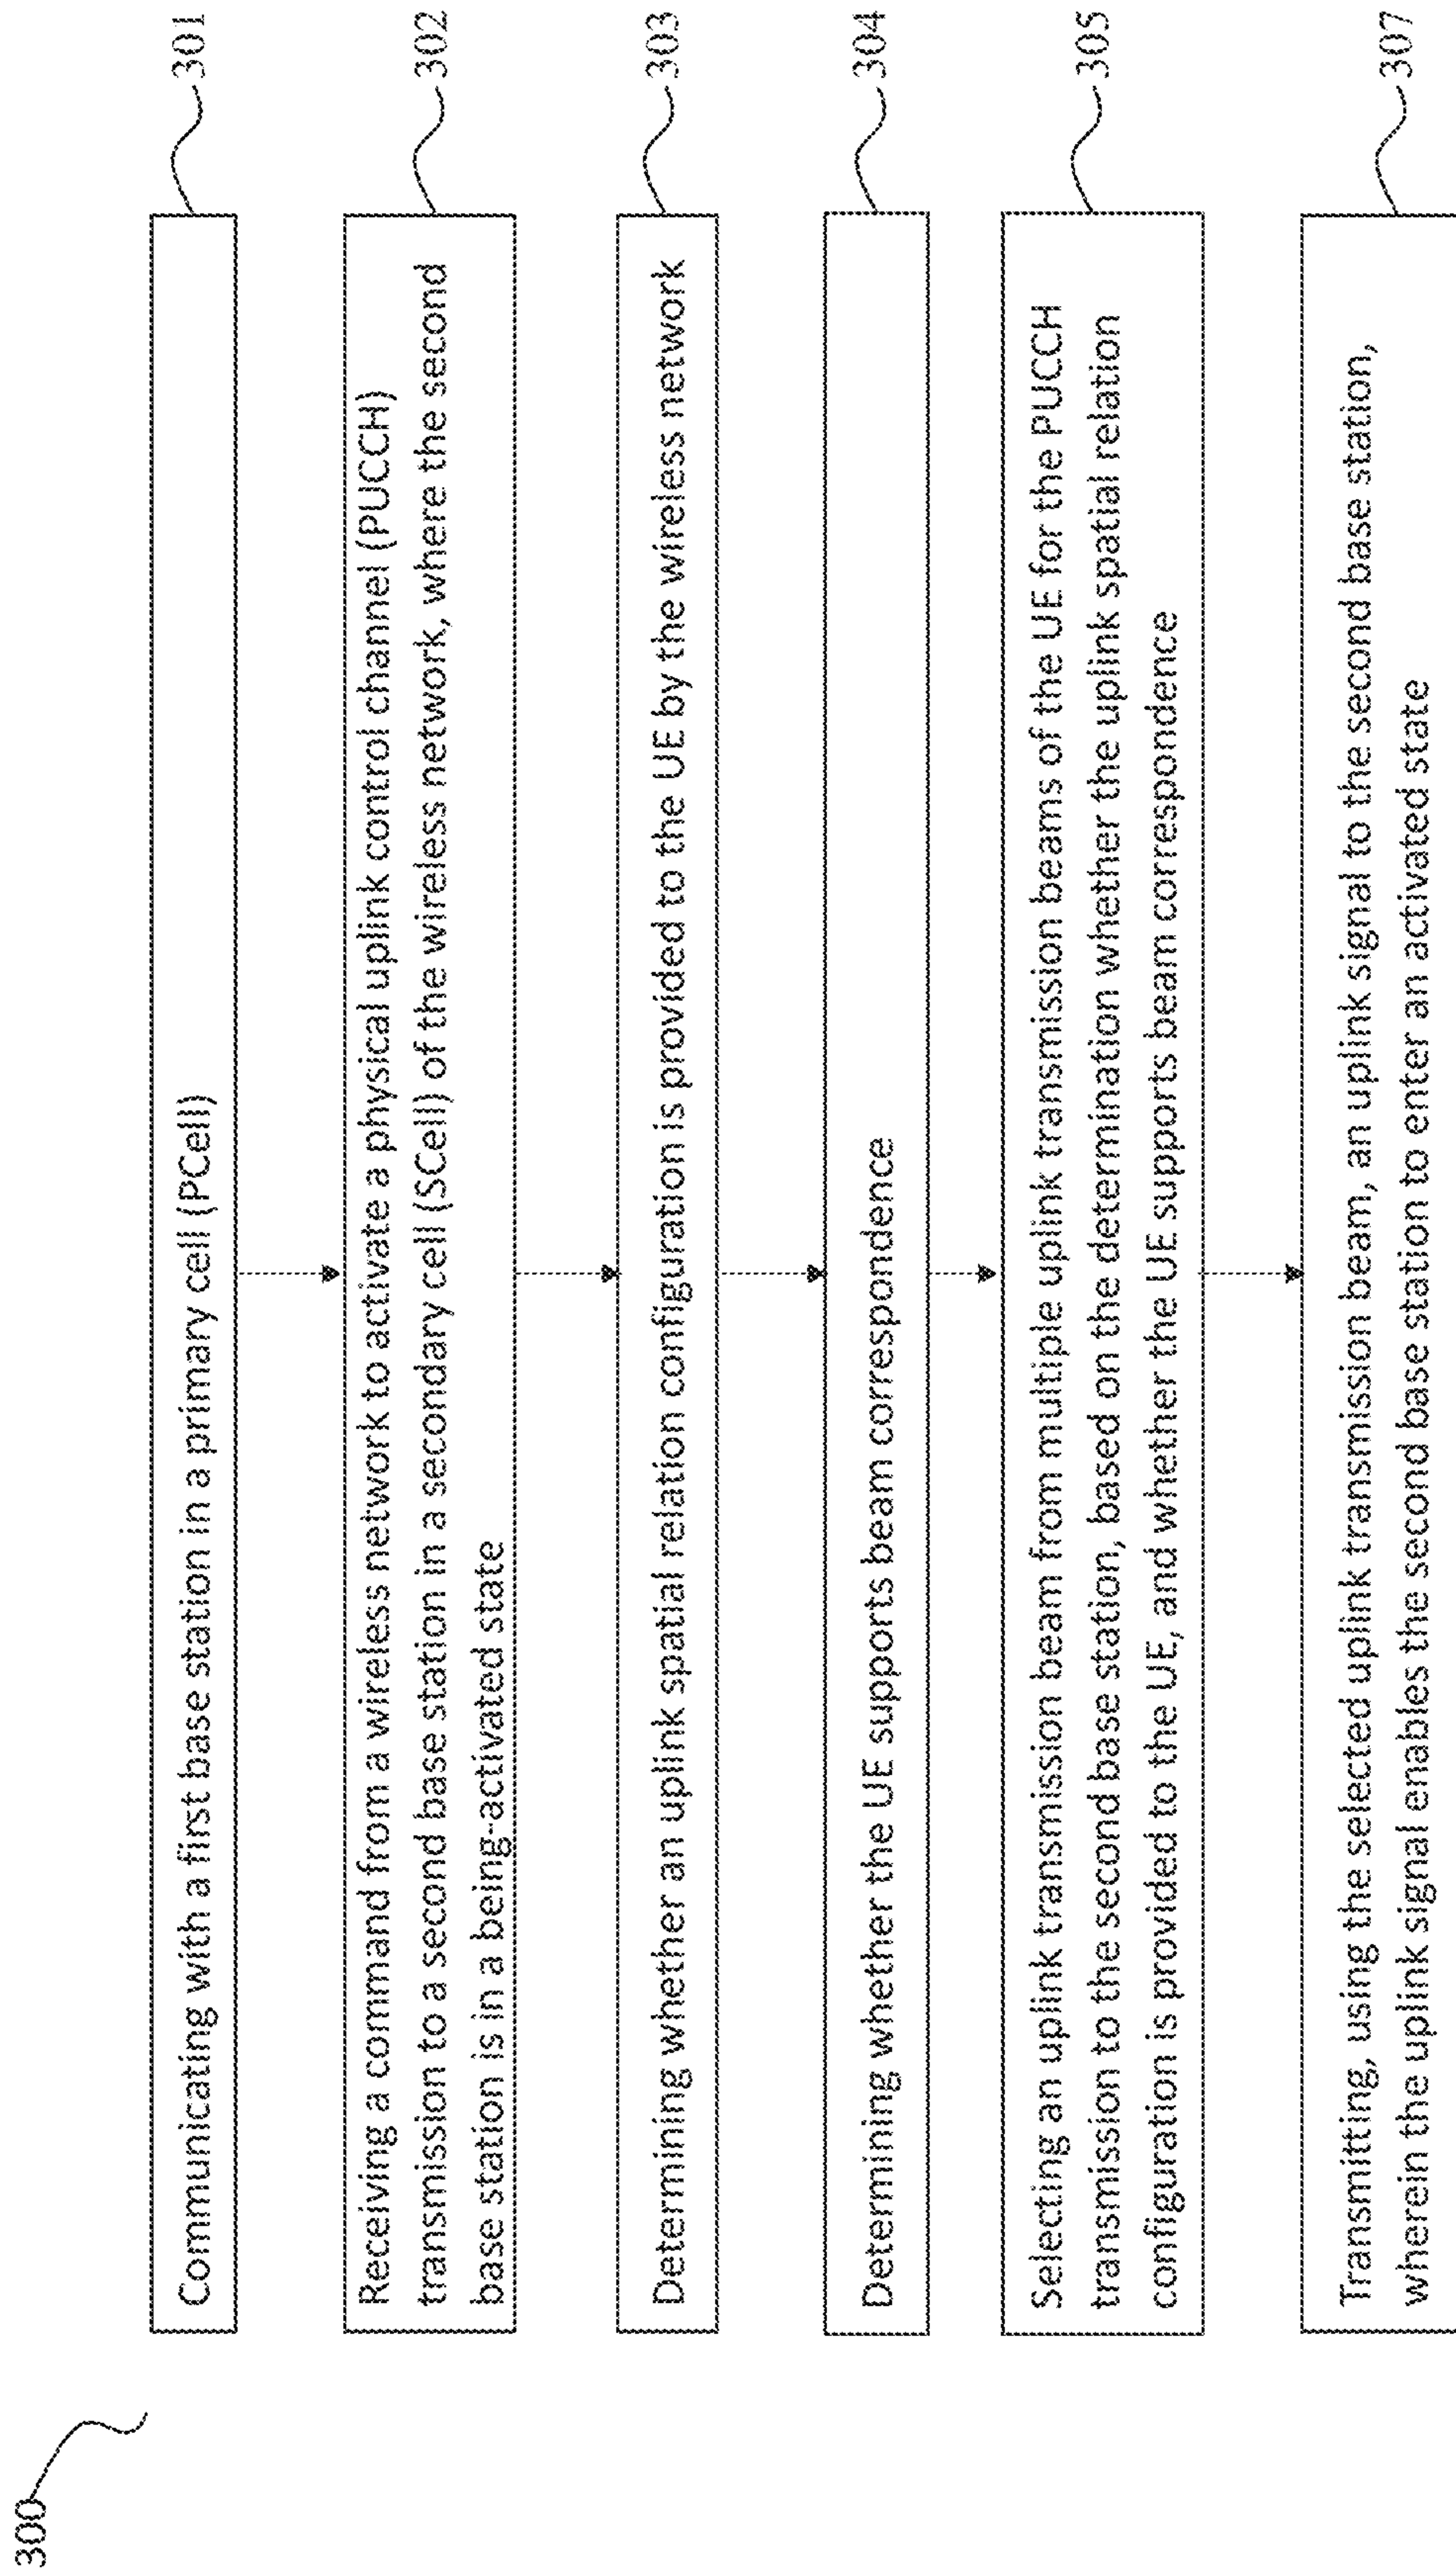 300
Communicating with a first base station in a primary cell (PCell)
301
Receiving a command from a wireless network to activate a physical uplink control channel (PUCCH)
transmission to a second base station in a secondary cell (SCell) of the wireless network, where the second
base station is in a being-activated state
302
Determining whether an uplink spatial relation configuration is provided to the UE by the wireless network
303
Determining whether the UE supports beam correspondence
304
Selecting an uplink transmission beam from multiple uplink transmission beams of the UE for the PUCCH
transmission to the second base station, based on the determination whether the uplink spatial relation
configuration is provided to the UE, and whether the UE supports beam correspondence
305
Transmitting, using the selected uplink transmission beam, an uplink signal to the second base station,
wherein the uplink signal enables the second base station to enter an activated state
307